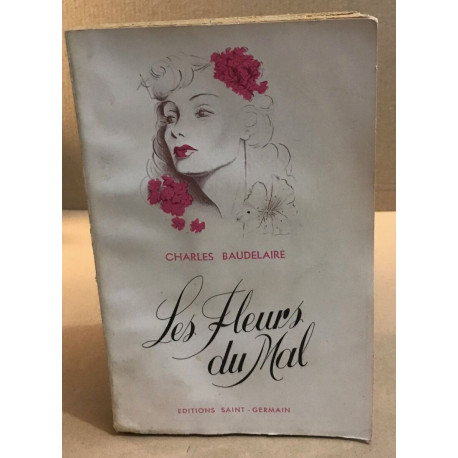 CHARLES BAUDELAIRE
Les Fleurs
du Mal
EDITIONS SAINT-GERMAIN